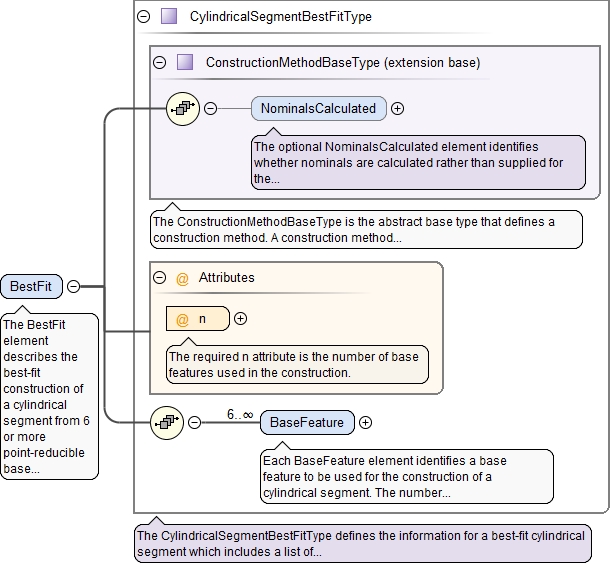 CylindricalSegmentBestFitType
ConstructionMethodBaseType (extension base)
NominalsCalculated
The optional NominalsCalculated element identifies
whether nominals are calculated rather than supplied for
the...
The ConstructionMethodBaseType is the abstract base type that defines a
construction method. A construction method...
BestFit
The BestFit
element
describes the
best-fit
construction of
a cylindrical
segment from 6
or more
point-reducible
base...
@ Attributes
@ n
The required n attribute is the number of base
features used in the construction.
6..∞
BaseFeature
Each BaseFeature element identifies a base
feature to be used for the construction of a
cylindrical segment. The number...
The CylindricalSegmentBestFitType defines the information for a best-fit cylindrical
segment which includes a list of...